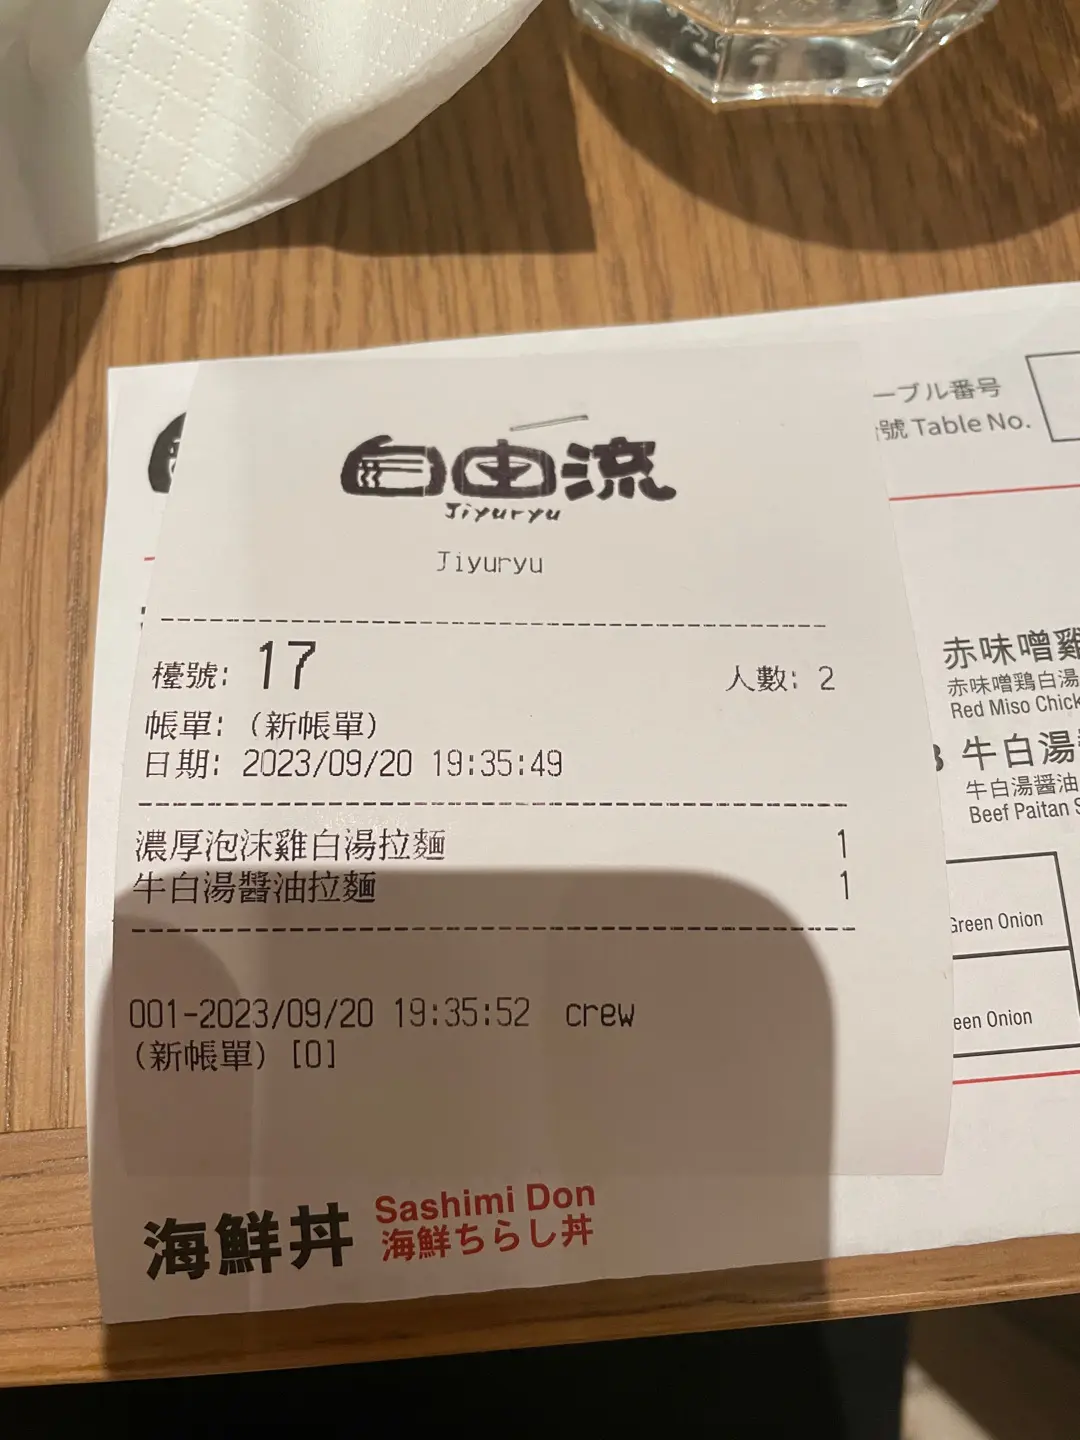 自由流
Jiyuryu
Jiyuryu
檯號: 17 人數: 2
帳單: (新帳單)
日期: 2023/09/20 19:35:49
濃厚泡沫雞白湯拉麵 1
牛白湯醬油拉麵 1
001-2023/09/20 19:35:52 crew
(新帳單) [0]
海鮮丼 Sashimi Don
海鮮ちらし丼
ーブル番号
號 Table No.
赤味噌雞
赤味噌鶏白湯
Red Miso Chick
牛白湯
牛白湯醤油
Beef Paitan S
Green Onion
een Onion